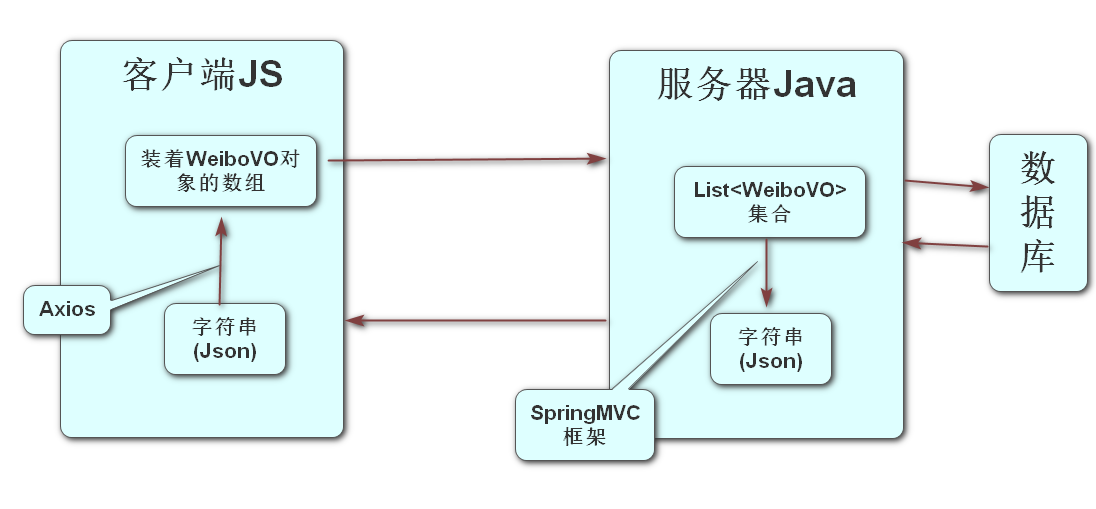 客户端JS
装着WeiboVO对
象的数组
Axios
字符串
(Json)
服务器Java
List<WeiboVO>
集合
字符串
(Json)
SpringMVC
框架
数
据
库